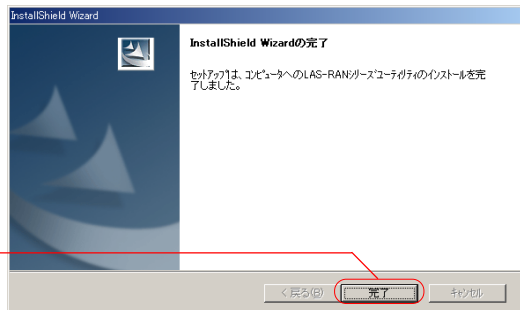 InstallShield Wizard
InstallShield Wizardの完了
セットアップは、コンピュータへのLAS-RANシリーズユーティリティのインストールを完
了しました。
< 戻る(B)
完了
キャンセル